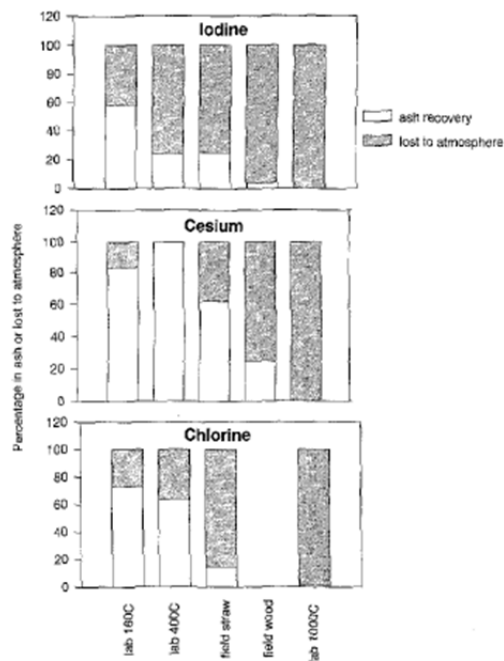 Iodine
120
100
80
60
40
20
0
ash recovery
lost to atmosphere
Cesium
120
100
80
60
40
20
0
Chlorine
120
100
80
60
40
20
0
Percentage in ash or lost to atmosphere
lab 160C
lab 400C
field straw
field wood
lab 1000C